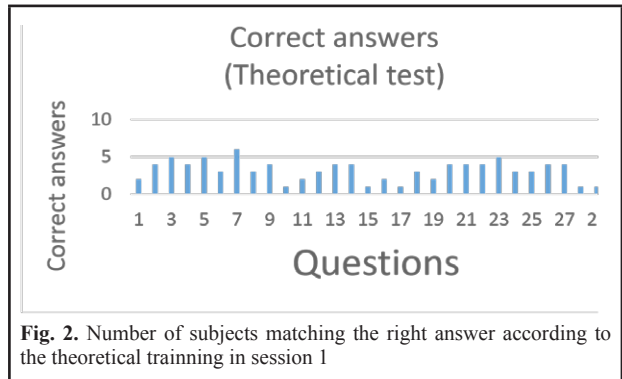 Correct answers
(Theoretical test)
Correct answers
10
5
0
1 3 5 7 9 11 13 15 17 19 21 23 25 27 2
Questions
Fig. 2. Number of subjects matching the right answer according to
the theoretical trainning in session 1